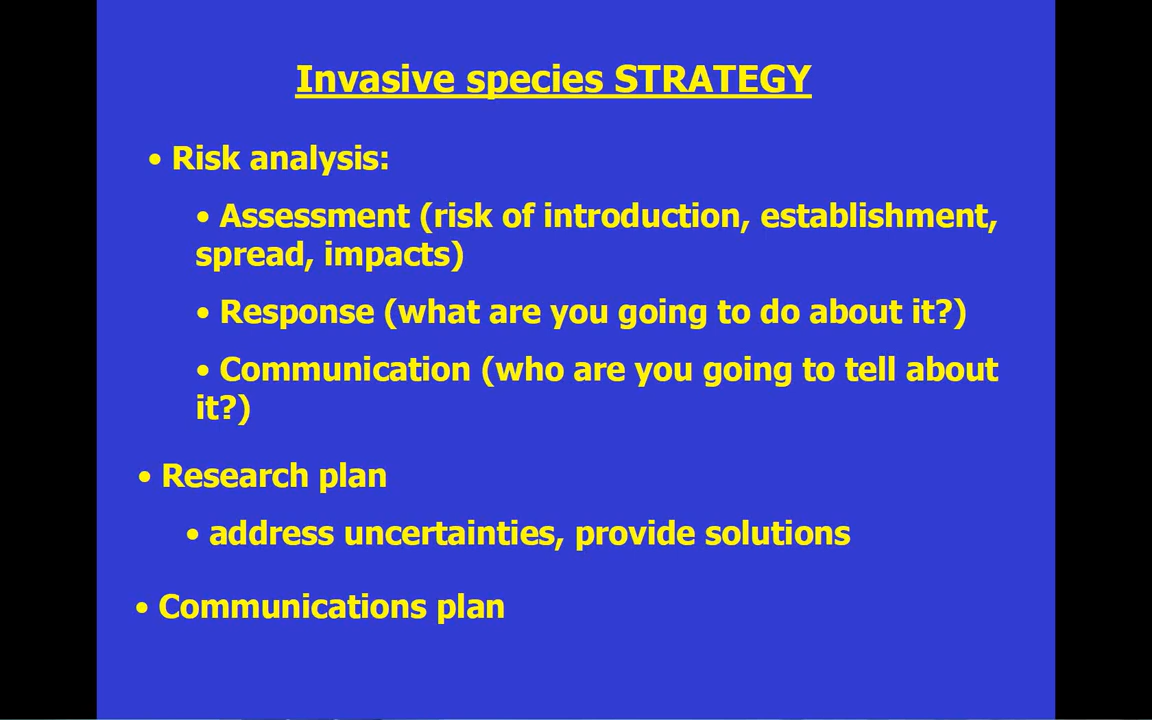 Invasive species STRATEGY
• Risk analysis:
• Assessment (risk of introduction, establishment,
spread, impacts)
• Response (what are you going to do about it?)
• Communication (who are you going to tell about
it?)
• Research plan
• address uncertainties, provide solutions
• Communications plan